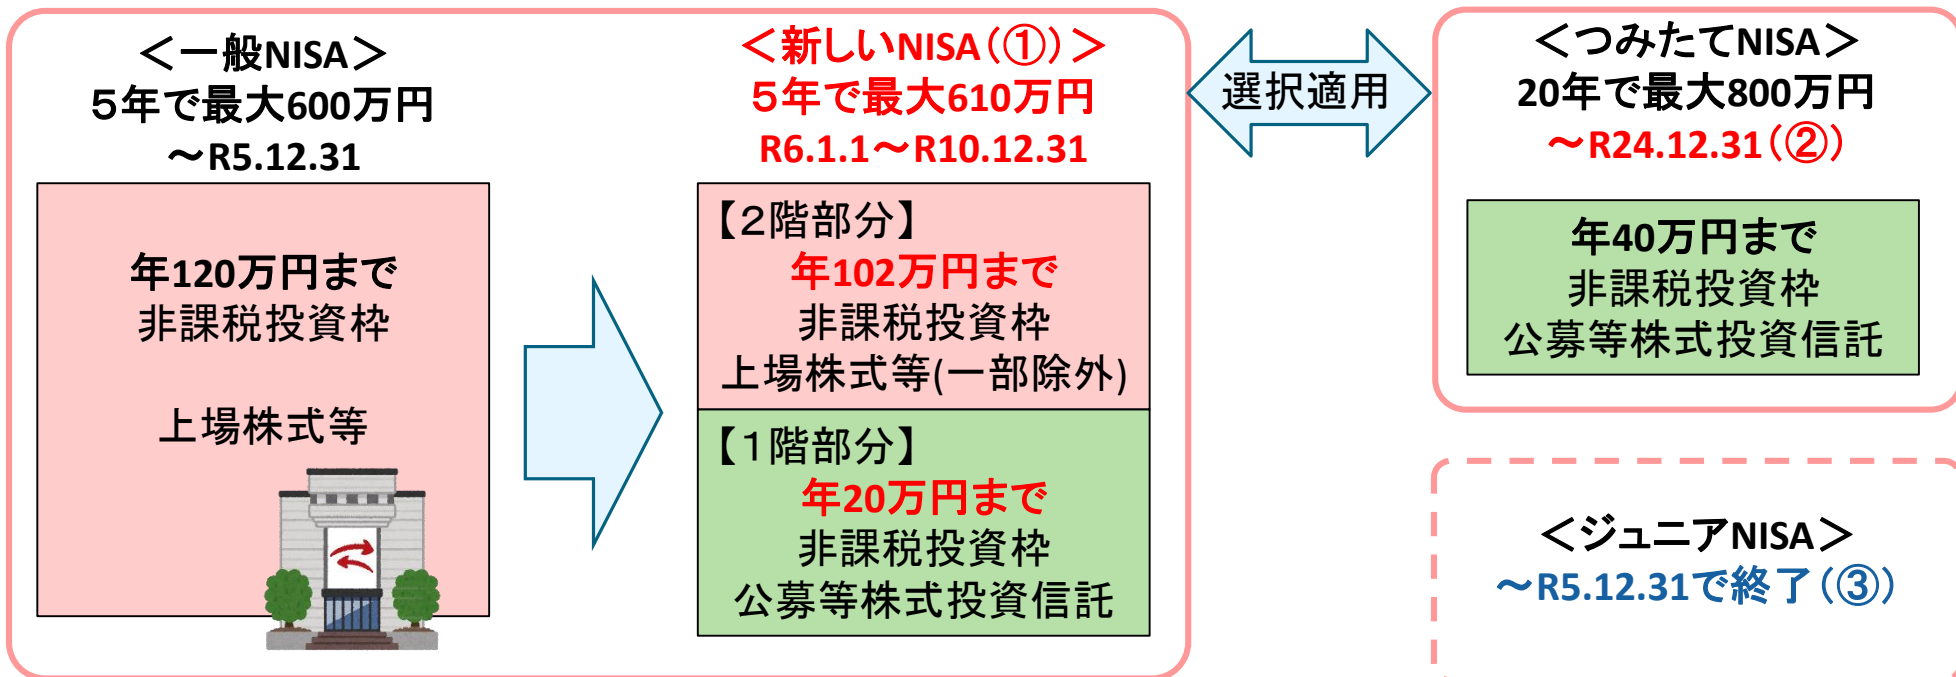 ＜一般NISA＞
５年で最大600万円
～R5.12.31
年120万円まで
非課税投資枠
上場株式等
＜新しいNISA（①）＞
５年で最大610万円
R6.1.1～R10.12.31
【２階部分】
年102万円まで
非課税投資枠
上場株式等(一部除外)
【１階部分】
年20万円まで
非課税投資枠
公募等株式投資信託
選択適用
＜つみたてNISA＞
20年で最大800万円
～R24.12.31（②）
年40万円まで
非課税投資枠
公募等株式投資信託
＜ジュニアNISA＞
～R5.12.31で終了（③）